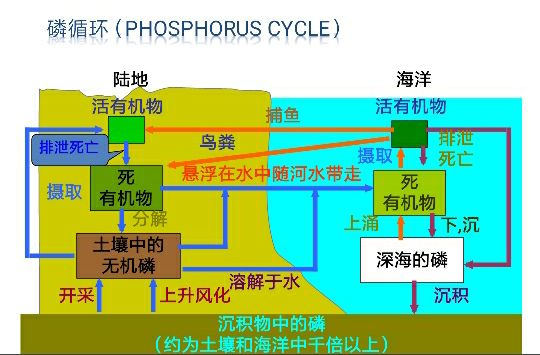 磷循环（PHOSPHORUS CYCLE）
陆地
海洋
活有机物
活有机物
捕鱼
排泄死亡
鸟粪
摄取
排泄
死亡
摄取
死
有机物
悬浮在水中随河水带走
死
有机物
分解
上涌
下,沉
土壤中的
无机磷
溶解于水
深海的磷
开采
上升风化
沉积
沉积物中的磷
（约为土壤和海洋中千倍以上）